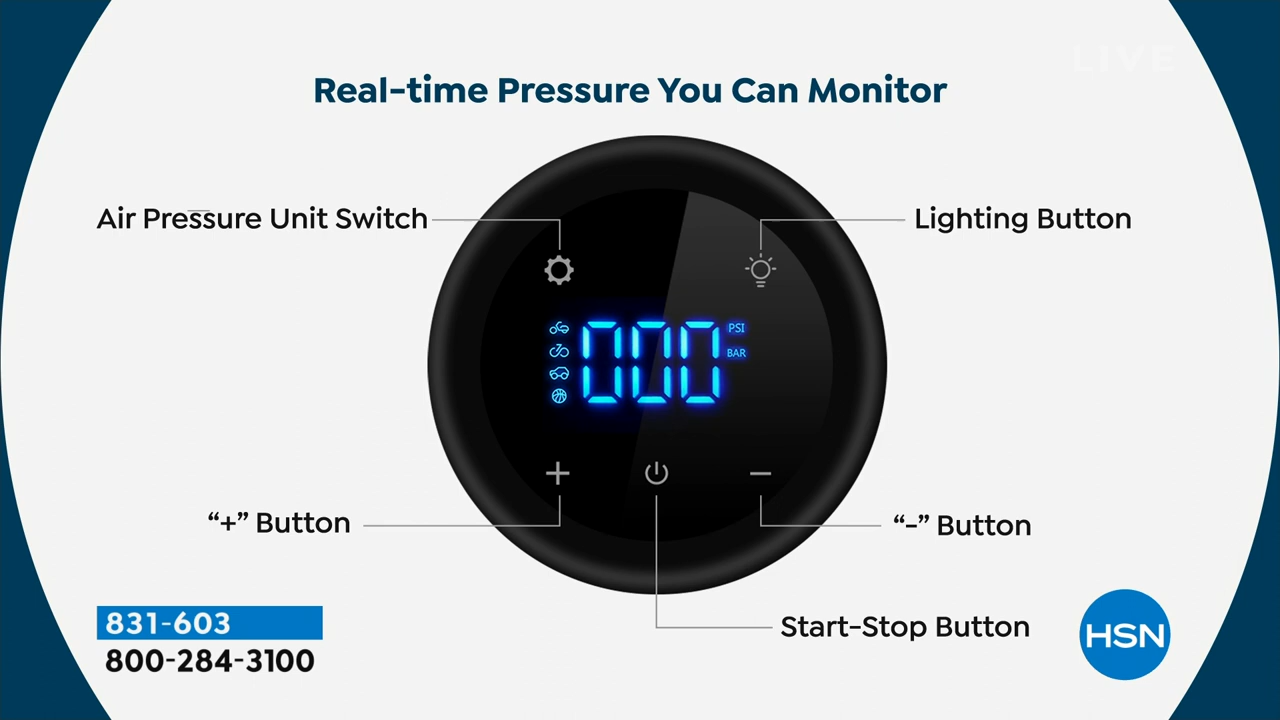 LIVE
Real-time Pressure You Can Monitor
Air Pressure Unit Switch
Lighting Button
000
PSI
BAR
“+” Button
“-” Button
Start-Stop Button
831-603
800-284-3100
HSN